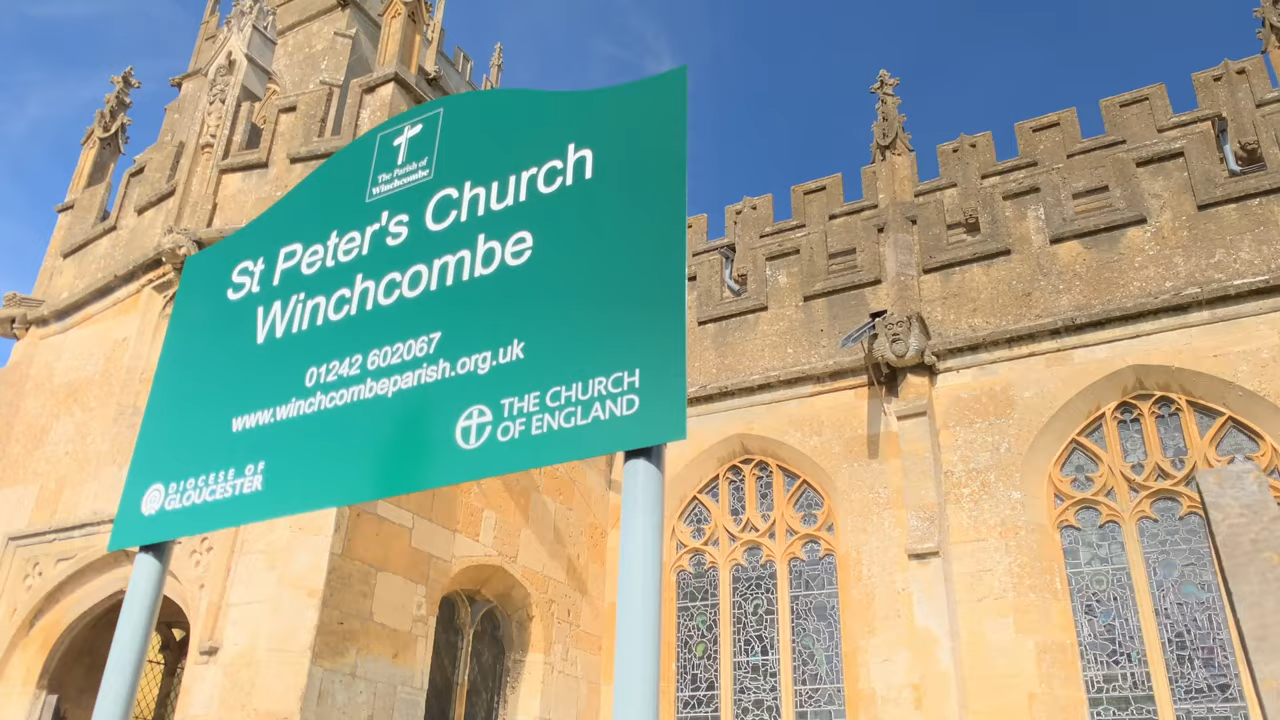 The Parish of
Winchcombe
St Peter's Church
Winchcombe
01242 602067
www.winchcombeparish.org.uk
THE CHURCH
OF ENGLAND
DIOCESE OF
GLOUCESTER